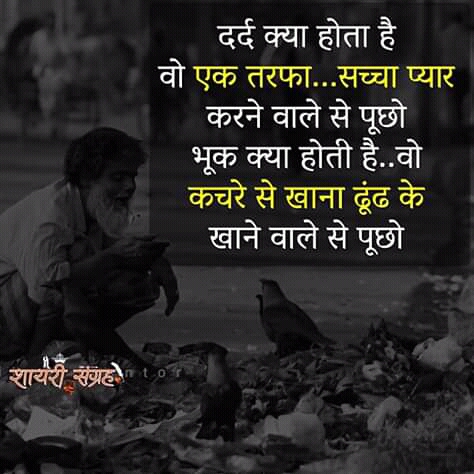 दर्द क्या होता है
वो एक तरफा...सच्चा प्यार
करने वाले से पूछो
भूक क्या होती है..वो
कचरे से खाना ढूंढ के
खाने वाले से पूछो
शायरी संग्रह